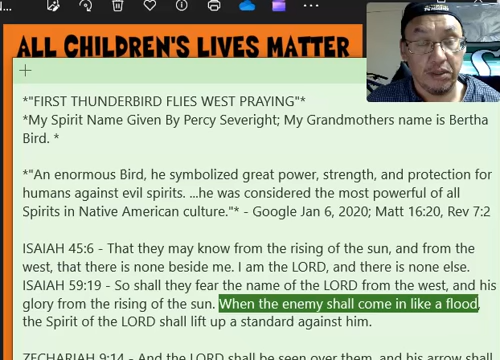 ALL CHILDREN'S LIVES MATTER
*"FIRST THUNDERBIRD FLIES WEST PRAYING"*
*My Spirit Name Given By Percy Severight; My Grandmothers name is Bertha
Bird. *
*"An enormous Bird, he symbolized great power, strength, and protection for
humans against evil spirits. ...he was considered the most powerful of all
Spirits in Native American culture."* - Google Jan 6, 2020; Matt 16:20, Rev 7:2
ISAIAH 45:6 - That they may know from the rising of the sun, and from the
west, that there is none beside me. I am the LORD, and there is none else.
ISAIAH 59:19 - So shall they fear the name of the LORD from the west, and his
glory from the rising of the sun. When the enemy shall come in like a flood,
the Spirit of the LORD shall lift up a standard against him.
ZECHARIAH 9:14 - And the LORD shall be seen over them, and his arrow shall